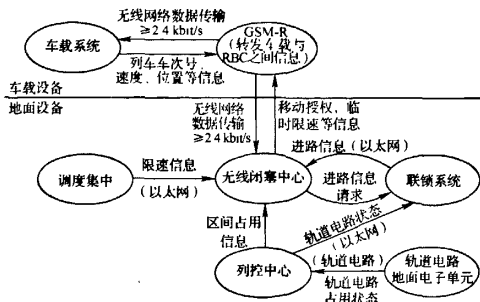 无线网络数据传输
≥2 4 kbit/s
车载系统
列车车次号、
速度、位置等信息
GSM-R
(转发车载与
RBC之间信息)
车载设备
地面设备
无线网络
数据传输
≥2 4 kbit/s
移动授权，临
时限速等信息
进路信息(以太网)
调度集中
限速信息
(以太网)
无线闭塞中心
进路信息
请求
联锁系统
区间占用
信息
轨道电路状态
(以太网)
列控中心
(轨道电路)
轨道电路
占用状态
轨道电路
地面电子单元